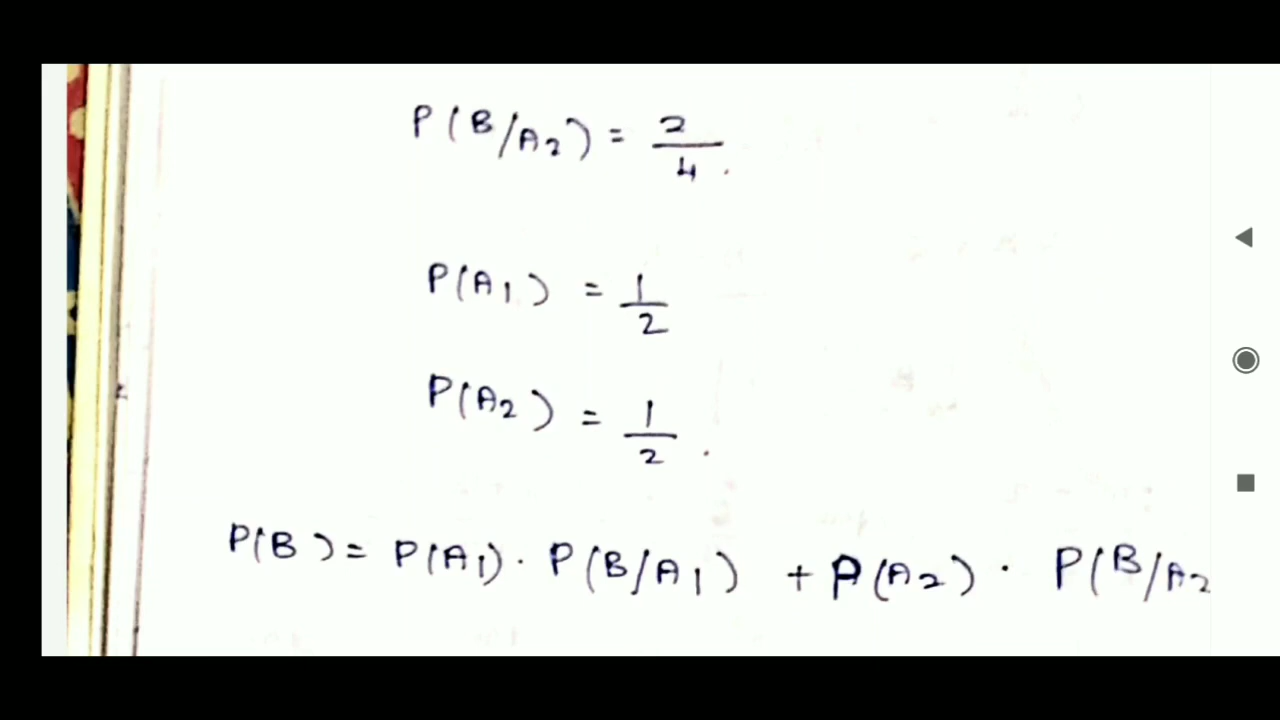 P(B/A2) = 2/4.
P(A1) = 1/2
P(A2) = 1/2.
P(B) = P(A1) · P(B/A1) + P(A2) · P(B/A2